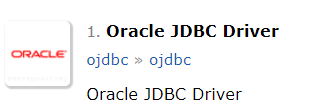 ORACLE
1. Oracle JDBC Driver
ojdbc » ojdbc
Oracle JDBC Driver